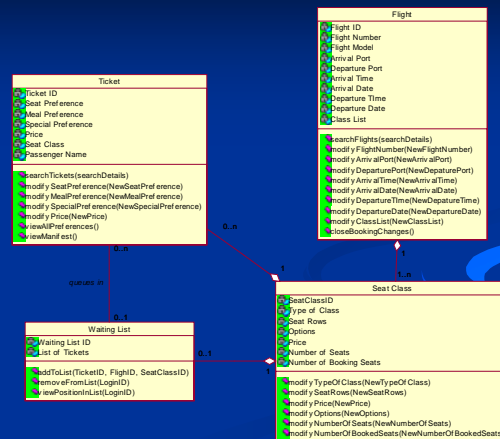 Flight
Flight ID
Flight Number
Flight Model
Arrival Port
Departure Port
Arrival Time
Arrival Date
Departure TIme
Departure Date
Class List
searchFlights(searchDetails)
modifyFlightNumber(NewFlightNumber)
modifyArrivalPort(NewArrivalPort)
modifyDeparturePort(NewDepaturePort)
modifyArrivalTime(NewArrivalTime)
modifyArrivalDate(NewArrivalDate)
modifyDepartureTIme(NewDepatureTime)
modifyDepartureDate(NewDepartureDate)
modifyClassList(NewClassList)
closeBookingChanges()
Ticket
Ticket ID
Seat Preference
Meal Preference
Special Preference
Price
Seat Class
Passenger Name
searchTickets(searchDetails)
modifySeatPreference(NewSeatPreference)
modifyMealPreference(NewMealPreference)
modifySpecialPreference(NewSpecialPreference)
modifyPrice(NewPrice)
viewAllPreferences()
viewManifest()
0..n
0..n
1
1
1..n
queues in
0..1
0..1
1
Waiting List
Waiting List ID
List of Tickets
addToList(TicketID, FlighID, SeatClassID)
removeFromList(LoginID)
viewPositionInList(LoginID)
Seat Class
SeatClassID
Type of Class
Seat Rows
Options
Price
Number of Seats
Number of Booking Seats
modifyTypeOfClass(NewTypeOfClass)
modifySeatRows(NewSeatRows)
modifyPrice(NewPrice)
modifyOptions(NewOptions)
modifyNumberOfSeats(NewNumberOfSeats)
modifyNumberOfBookedSeats(NewNumberOfBookedSeats